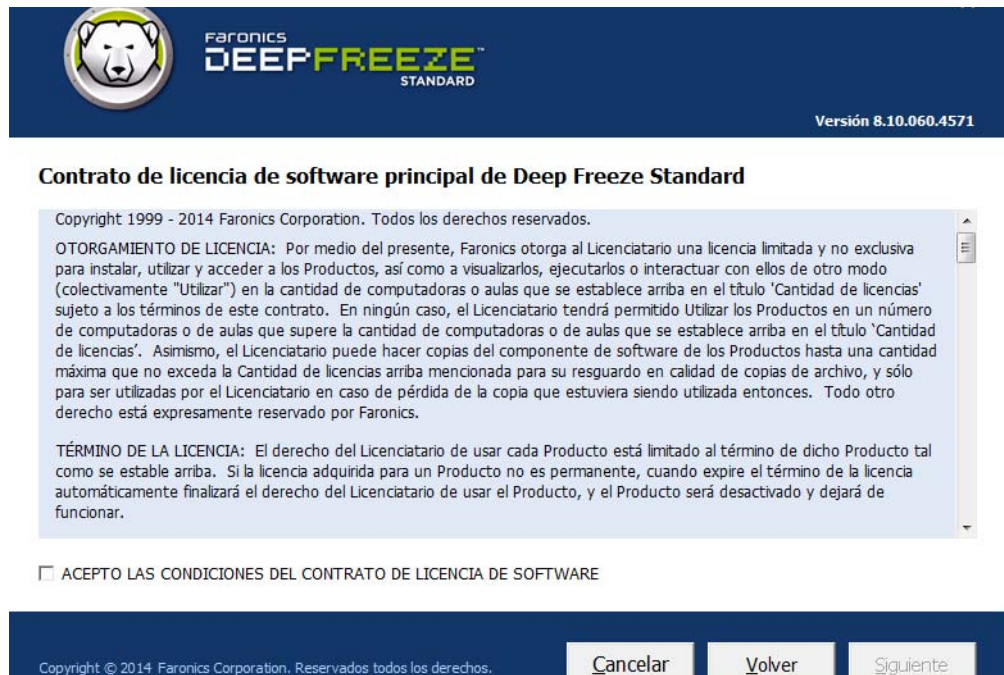 Faronics
DEEPFREEZE™
STANDARD
Versión 8.10.060.4571
Contrato de licencia de software principal de Deep Freeze Standard
Copyright 1999 - 2014 Faronics Corporation. Todos los derechos reservados.
OTORGAMIENTO DE LICENCIA: Por medio del presente, Faronics otorga al Licenciatario una licencia limitada y no exclusiva
para instalar, utilizar y acceder a los Productos, así como a visualizarlos, ejecutarlos o interactuar con ellos de otro modo
(colectivamente "Utilizar") en la cantidad de computadoras o aulas que se establece arriba en el título 'Cantidad de licencias'
sujeto a los términos de este contrato. En ningún caso, el Licenciatario tendrá permitido Utilizar los Productos en un número
de computadoras o de aulas que supere la cantidad de computadoras o de aulas que se establece arriba en el título `Cantidad
de licencias’. Asimismo, el Licenciatario puede hacer copias del componente de software de los Productos hasta una cantidad
máxima que no exceda la Cantidad de licencias arriba mencionada para su resguardo en calidad de copias de archivo, y sólo
para ser utilizadas por el Licenciatario en caso de pérdida de la copia que estuviera siendo utilizada entonces. Todo otro
derecho está expresamente reservado por Faronics.
TÉRMINO DE LA LICENCIA: El derecho del Licenciatario de usar cada Producto está limitado al término de dicho Producto tal
como se estable arriba. Si la licencia adquirida para un Producto no es permanente, cuando expire el término de la licencia
automáticamente finalizará el derecho del Licenciatario de usar el Producto, y el Producto será desactivado y dejará de
funcionar.
ACEPTO LAS CONDICIONES DEL CONTRATO DE LICENCIA DE SOFTWARE
Copyright © 2014 Faronics Corporation. Reservados todos los derechos.
Cancelar
Volver
Siguiente